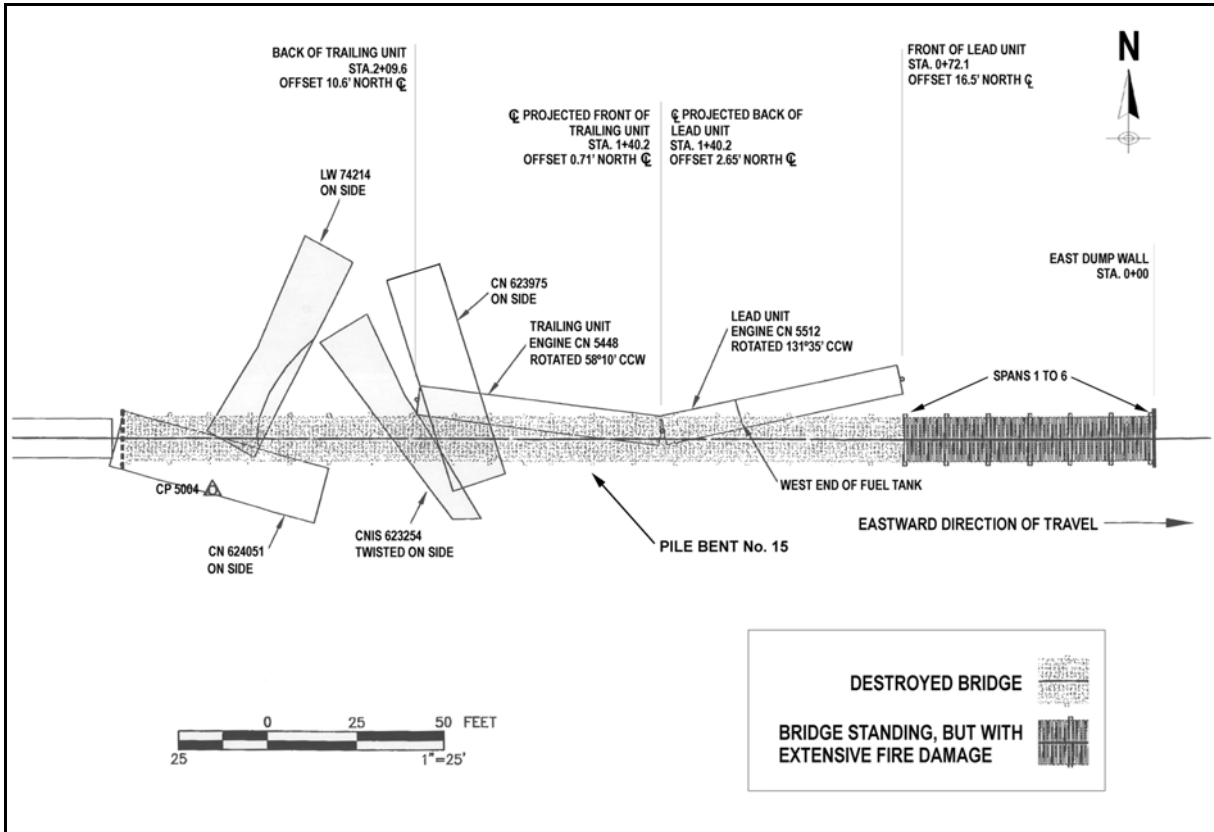 BACK OF TRAILING UNIT
STA.2+09.6
OFFSET 10.6' NORTH ℄
℄ PROJECTED FRONT OF
TRAILING UNIT
STA. 1+40.2
OFFSET 0.71' NORTH ℄
℄ PROJECTED BACK OF
LEAD UNIT
STA. 1+40.2
OFFSET 2.65' NORTH ℄
FRONT OF LEAD UNIT
STA. 0+72.1
OFFSET 16.5' NORTH ℄
N
LW 74214
ON SIDE
CN 623975
ON SIDE
TRAILING UNIT
ENGINE CN 5448
ROTATED 58º10' CCW
LEAD UNIT
ENGINE CN 5512
ROTATED 131º35' CCW
EAST DUMP WALL
STA. 0+00
SPANS 1 TO 6
CP 5004
WEST END OF FUEL TANK
CN 624051
ON SIDE
CNIS 623254
TWISTED ON SIDE
PILE BENT No. 15
EASTWARD DIRECTION OF TRAVEL
0 25 50 FEET
25 1"=25'
DESTROYED BRIDGE
BRIDGE STANDING, BUT WITH
EXTENSIVE FIRE DAMAGE